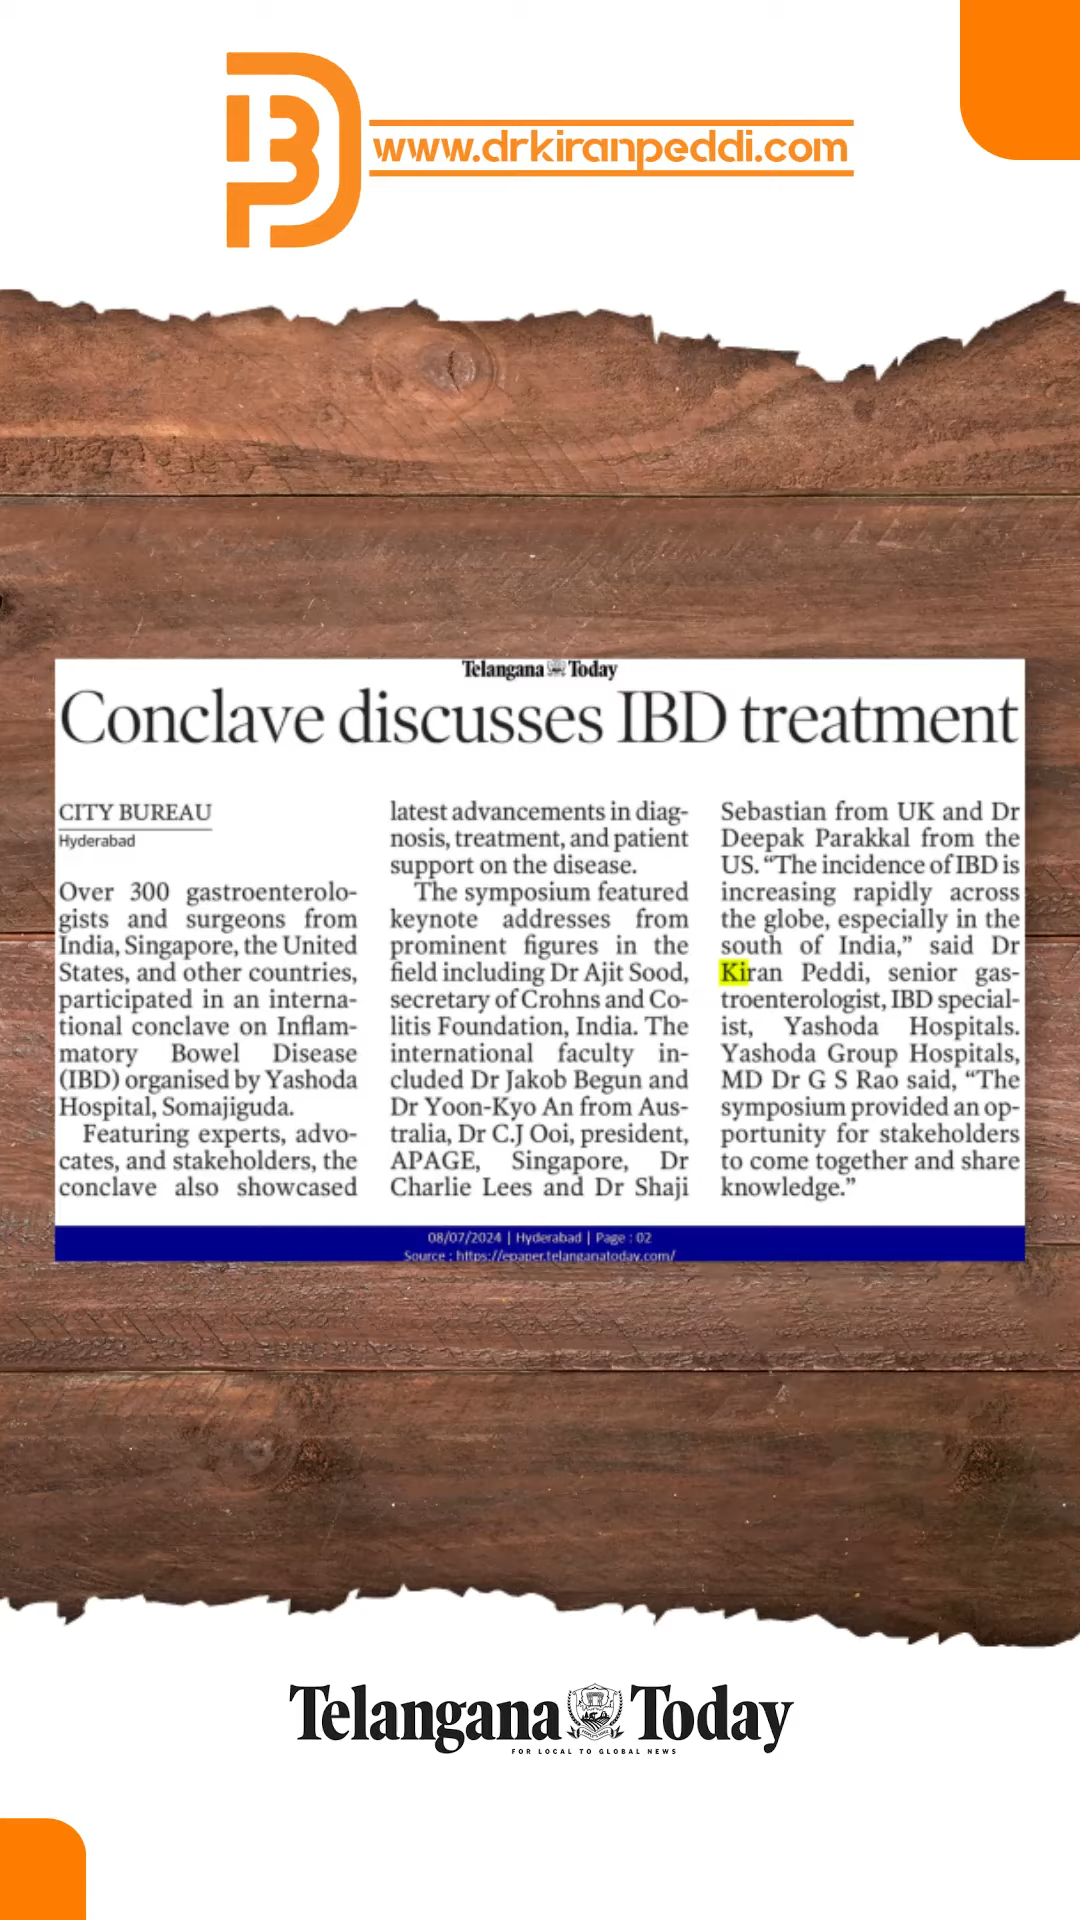 www.drkiranpeddi.com
Telangana Today
Conclave discusses IBD treatment
CITY BUREAU
Hyderabad
Over 300 gastroenterolo-
gists and surgeons from
India, Singapore, the United
States, and other countries,
participated in an interna-
tional conclave on Inflam-
matory Bowel Disease
(IBD) organised by Yashoda
Hospital, Somajiguda.
Featuring experts, advo-
cates, and stakeholders, the
conclave also showcased
latest advancements in diag-
nosis, treatment, and patient
support on the disease.
The symposium featured
keynote addresses from
prominent figures in the
field including Dr Ajit Sood,
secretary of Crohns and Co-
litis Foundation, India. The
international faculty in-
cluded Dr Jakob Begun and
Dr Yoon-Kyo An from Aus-
tralia, Dr C.J Ooi, president,
APAGE, Singapore, Dr
Charlie Lees and Dr Shaji
Sebastian from UK and Dr
Deepak Parakkal from the
US. “The incidence of IBD is
increasing rapidly across
the globe, especially in the
south of India,” said Dr
Kiran Peddi, senior gas-
troenterologist, IBD special-
ist, Yashoda Hospitals.
Yashoda Group Hospitals,
MD Dr G S Rao said, “The
symposium provided an op-
portunity for stakeholders
to come together and share
knowledge.”
08/07/2024 | Hyderabad | Page : 02
Source : https://epaper.telanganatoday.com/
Telangana Today
FOR LOCAL TO GLOBAL NEWS